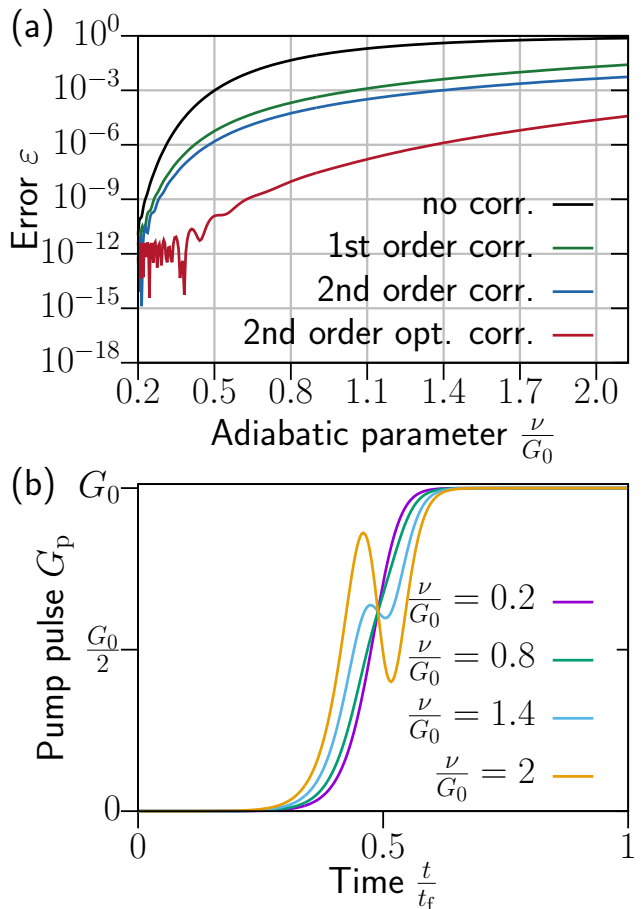 (a)
Error ε
10⁰
10⁻³
10⁻⁶
10⁻⁹
10⁻¹²
10⁻¹⁵
10⁻¹⁸
no corr.
1st order corr.
2nd order corr.
2nd order opt. corr.
0.2 0.5 0.8 1.1 1.4 1.7 2.0
Adiabatic parameter ν/G₀
(b)
Pump pulse Gₚ
G₀
G₀/2
0
ν/G₀ = 0.2
ν/G₀ = 0.8
ν/G₀ = 1.4
ν/G₀ = 2
0 0.5 1
Time t/t_f